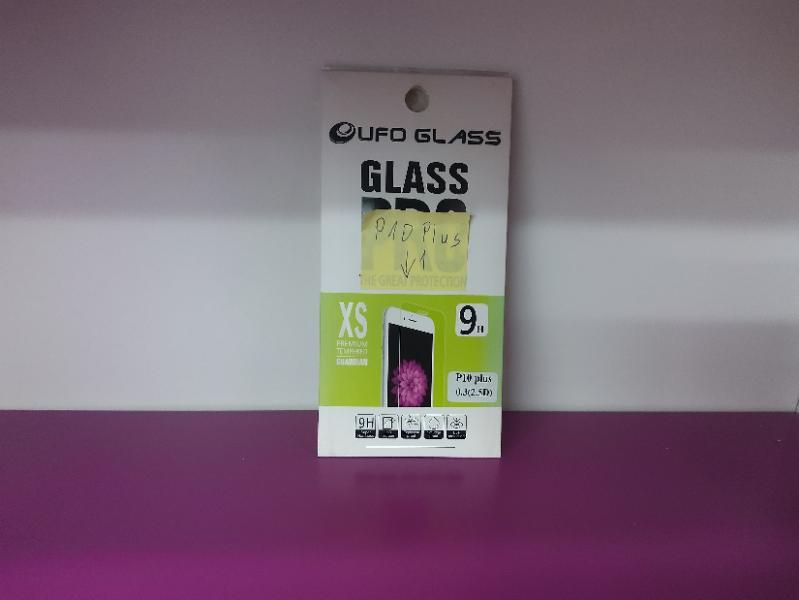 UFO GLASS
GLASS
PRO
P10 Plus
↓1
THE GREAT PROTECTION
XS
PREMIUM
TEMPERED
GUARDIAN
9H
P10 plus
0.3(2.5D)
9H